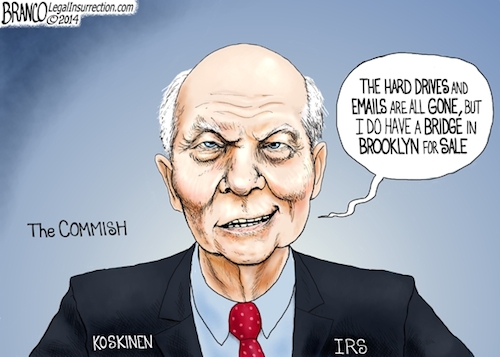 BRANCO LegalInsurrection.com
©2014
THE HARD DRIVES AND
EMAILS ARE ALL GONE, BUT
I DO HAVE A BRIDGE IN
BROOKLYN FOR SALE
The COMMISH
KOSKINEN
IRS